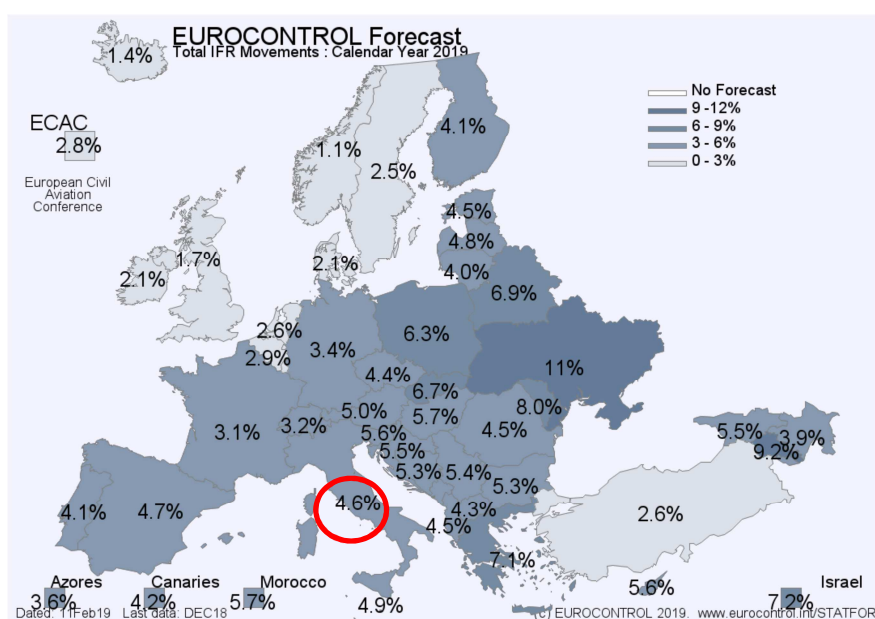 EUROCONTROL Forecast
Total IFR Movements : Calendar Year 2019
1.4%
No Forecast
9 -12%
6 - 9%
3 - 6%
0 - 3%
ECAC
2.8%
European Civil
Aviation
Conference
4.1%
1.1%
2.5%
4.5%
4.8%
1.7%
2.1%
4.0%
2.1%
6.9%
2.6%
6.3%
2.9%
3.4%
11%
4.4%
6.7%
5.0%
5.7%
8.0%
3.1%
3.2%
5.6%
4.5%
5.5%
5.5%
3.9%
9.2%
5.3%
5.4%
5.3%
4.1%
4.7%
4.6%
4.3%
2.6%
4.5%
7.1%
Azores
Canaries
Morocco
5.6%
Israel
3.6%
4.2%
5.7%
4.9%
7.2%
Dated: 11Feb19 Last data: DEC18
(c) EUROCONTROL 2019. www.eurocontrol.int/STATFOR